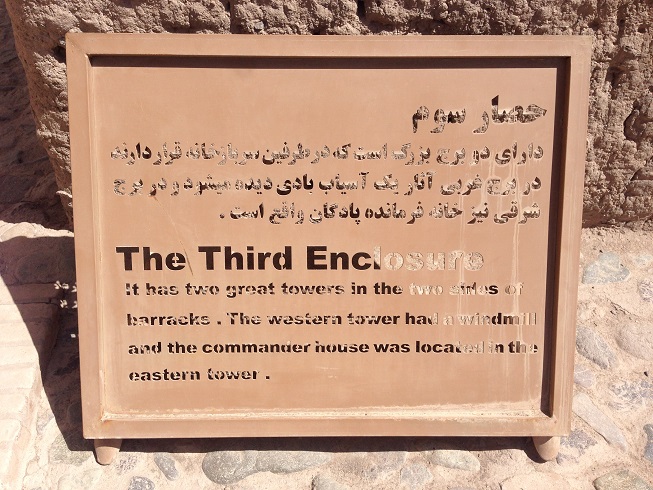 حصار سوم
دارای دو برج بزرگ است که در طرفین سربازخانه قرار دارند
در برج غربی آثار یک آسیاب بادی دیده میشود و در برج
شرقی نیز خانه فرمانده پادگان واقع است .
The Third Enclosure
It has two great towers in the two sides of
barracks . The western tower had a windmill
and the commander house was located in the
eastern tower .